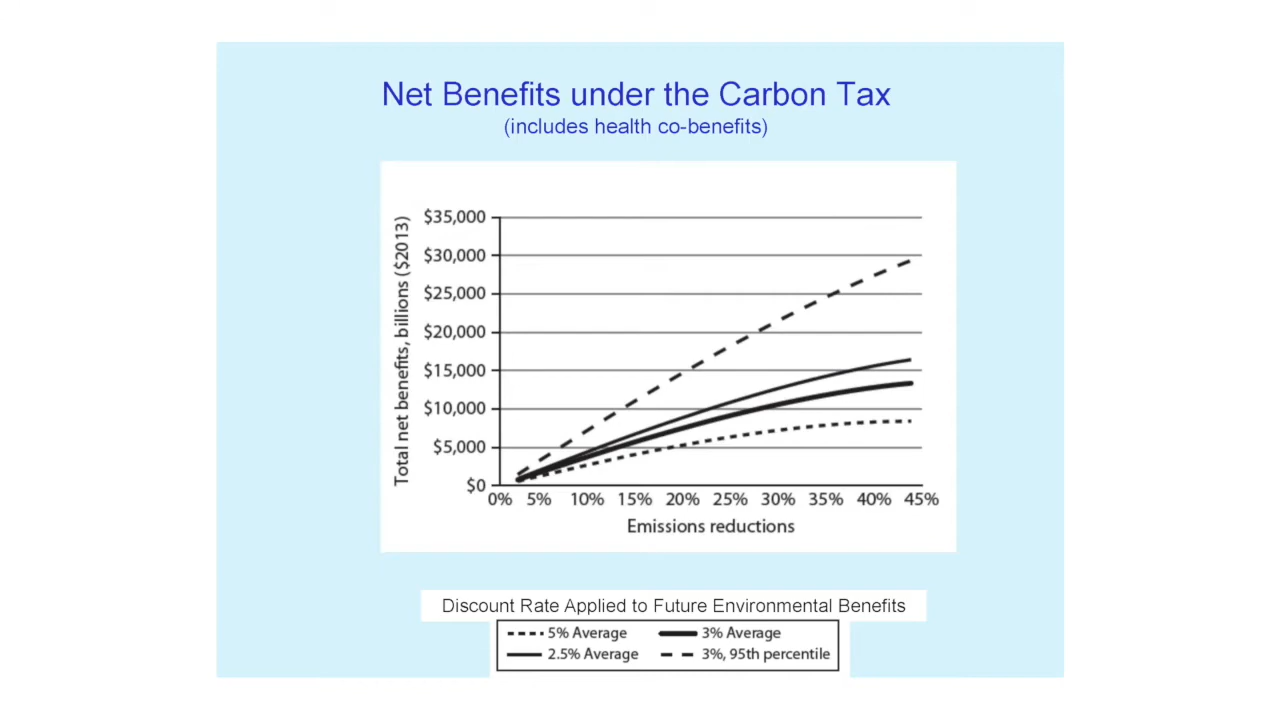 Net Benefits under the Carbon Tax
(includes health co-benefits)
Total net benefits, billions ($2013)
$35,000
$30,000
$25,000
$20,000
$15,000
$10,000
$5,000
$0
0% 5% 10% 15% 20% 25% 30% 35% 40% 45%
Emissions reductions
Discount Rate Applied to Future Environmental Benefits
5% Average 3% Average
2.5% Average 3%, 95th percentile